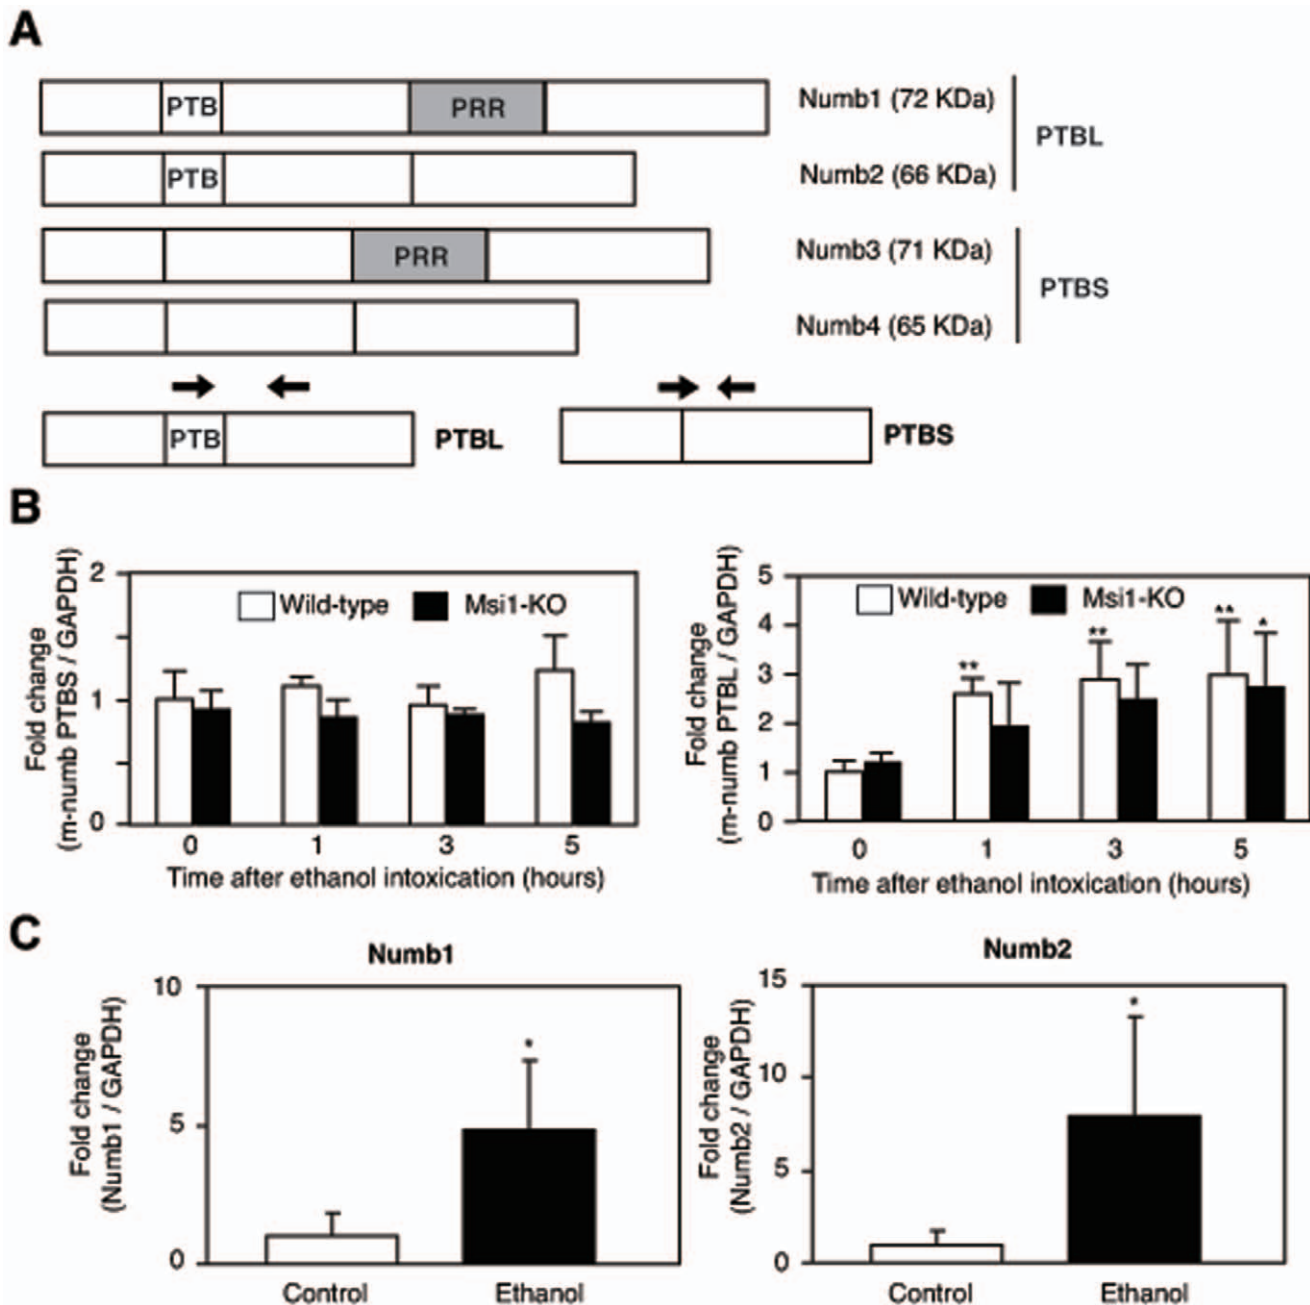 A
PTB PRR Numb1 (72 KDa)
PTBL
PTB Numb2 (66 KDa)
PRR Numb3 (71 KDa)
PTBS
Numb4 (65 KDa)
PTB PTBL PTBS
B
Fold change
(m-numb PTBS / GAPDH)
2
1
0
Wild-type Msi1-KO
0 1 3 5
Time after ethanol intoxication (hours)
Fold change
(m-numb PTBL / GAPDH)
5
4
3
2
1
0
Wild-type Msi1-KO
** ** ** *
0 1 3 5
Time after ethanol intoxication (hours)
C
Numb1
Fold change
(Numb1 / GAPDH)
10
5
0
*
Control Ethanol
Numb2
Fold change
(Numb2 / GAPDH)
15
10
5
0
*
Control Ethanol